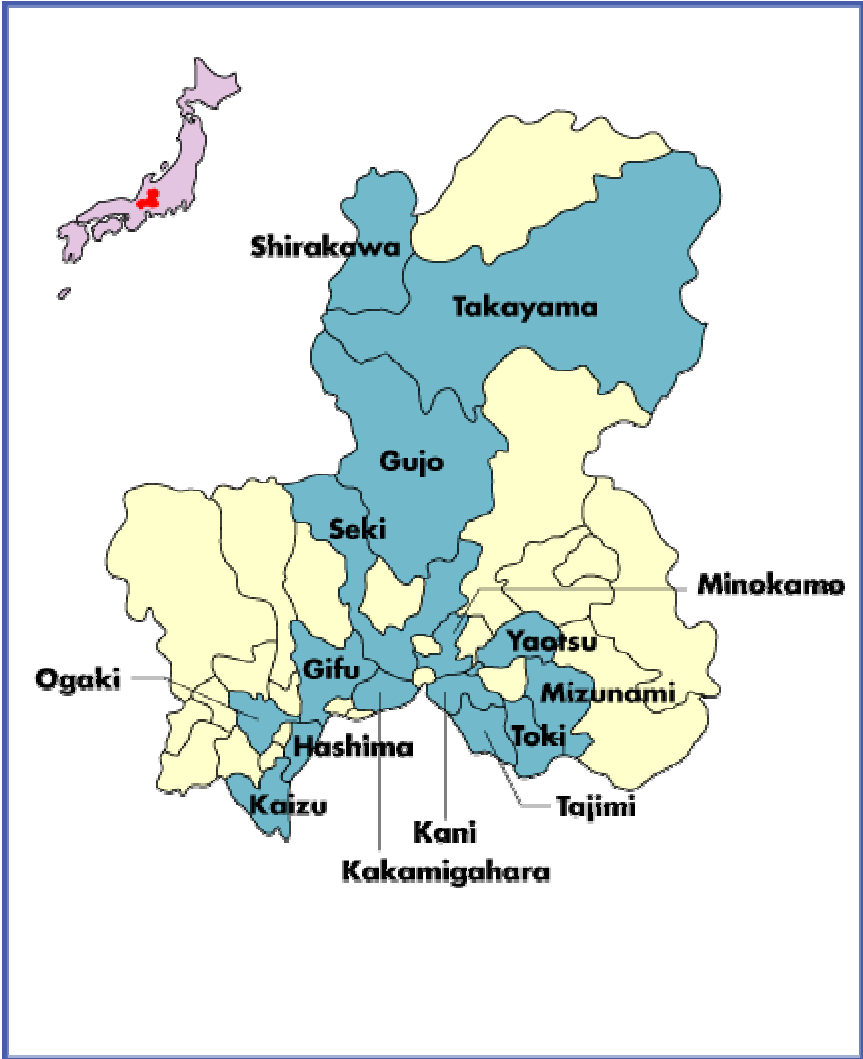 Shirakawa
Takayama
Gujo
Seki
Minokamo
Yaotsu
Gifu
Ogaki
Mizunami
Toki
Hashima
Kaizu
Tajimi
Kani
Kakamigahara